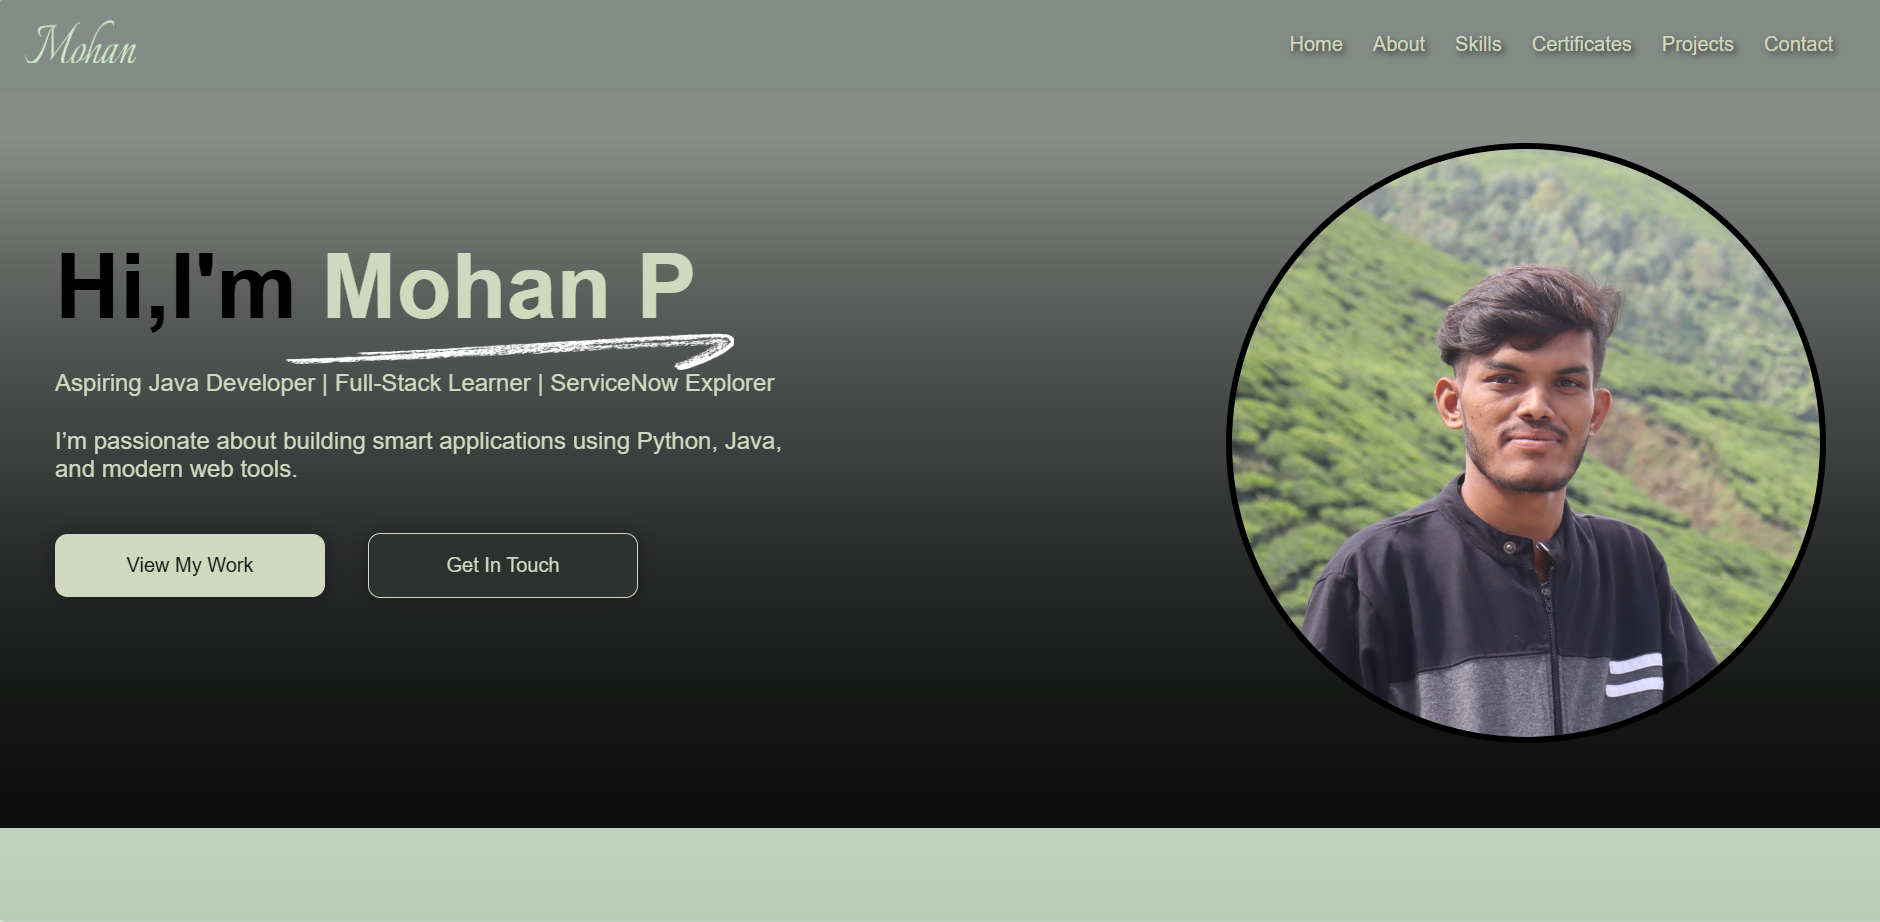 Mohan
Home About Skills Certificates Projects Contact
Hi,I'm Mohan P
Aspiring Java Developer | Full-Stack Learner | ServiceNow Explorer
I’m passionate about building smart applications using Python, Java,
and modern web tools.
View My Work
Get In Touch